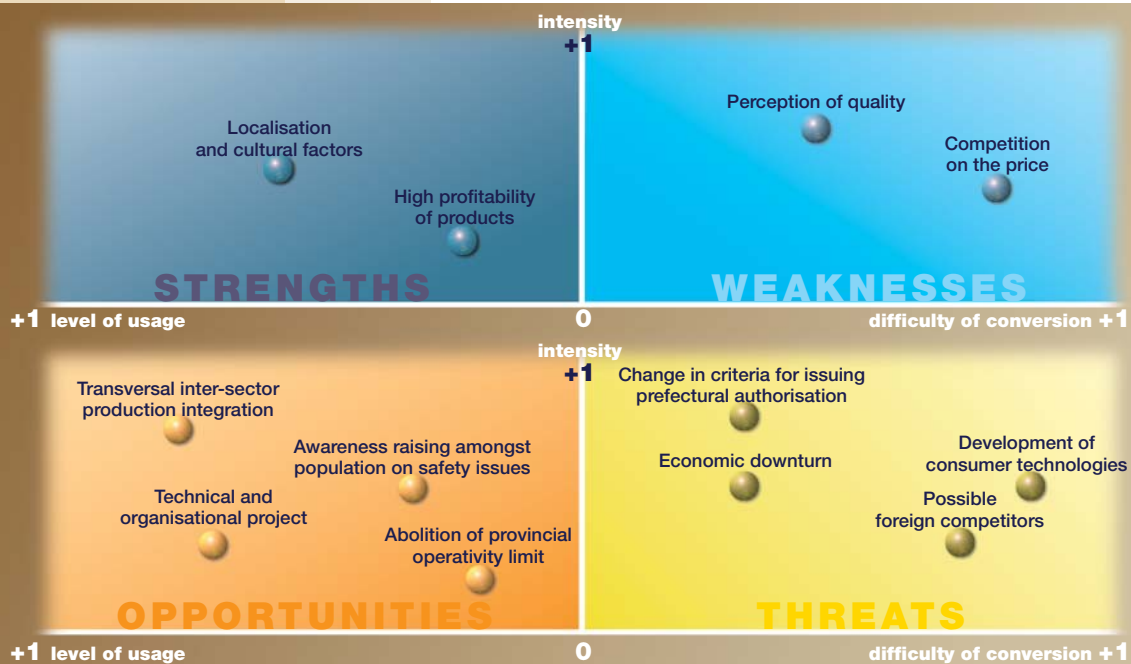 intensity
+1
Localisation
and cultural factors
High profitability
of products
STRENGTHS
Perception of quality
Competition
on the price
WEAKNESSES
+1 level of usage
0
difficulty of conversion +1
intensity
+1
Transversal inter-sector
production integration
Awareness raising amongst
population on safety issues
Technical and
organisational project
Abolition of provincial
operativity limit
OPPORTUNITIES
Change in criteria for issuing
prefectural authorisation
Economic downturn
Development of
consumer technologies
Possible
foreign competitors
THREATS
+1 level of usage
0
difficulty of conversion +1